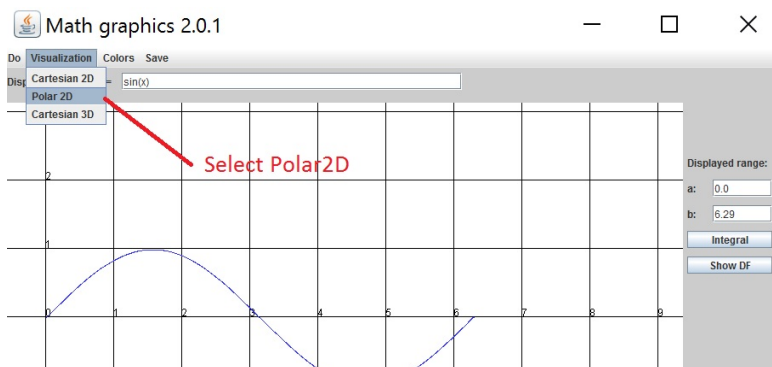 Math graphics 2.0.1
Do Visualization Colors Save
Disp
= sin(x)
Cartesian 2D
Polar 2D
Cartesian 3D
Select Polar2D
Displayed range:
a: 0.0
b: 6.29
Integral
Show DF
2
1
0 1 2 3 4 5 6 7 8 9